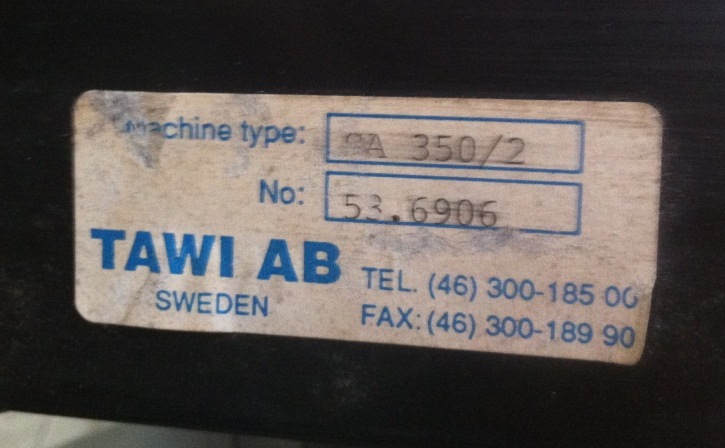 Machine type: 350/2
No: 53.6906
TAWI AB
SWEDEN
TEL. (46) 300-185 00
FAX: (46) 300-189 90